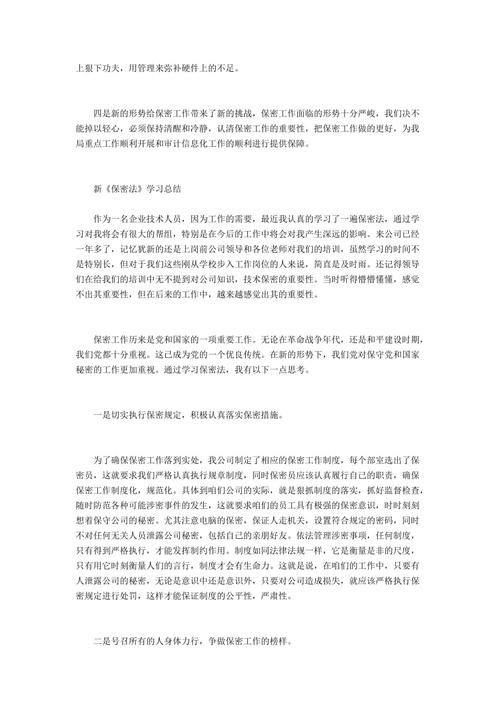 上狠下功夫，用管理来弥补硬件上的不足。
四是新的形势给保密工作带来了新的挑战，保密工作面临的形势十分严峻，我们决不
能掉以轻心，必须保持清醒和冷静，认清保密工作的重要性，把保密工作做的更好，为我
局重点工作顺利开展和审计信息化工作的顺利进行提供保障。
新《保密法》学习总结
作为一名企业技术人员，因为工作的需要，最近我认真的学习了一遍保密法，通过学
习对我将会有很大的帮组，特别是在今后的工作中将会对我产生深远的影响。来公司已经
一年多了，记忆犹新的还是上岗前公司领导和各位老师对我们的培训，虽然学习的时间不
是特别长，但对于我们这些刚从学校步入工作岗位的人来说，简直是及时雨。还记得领导
们在给我们的培训中无不提到对公司知识，技术保密的重要性。当时听得懵懵懂懂，感觉
不出其重要性，但在后来的工作中，越来越感觉出其的重要性。
保密工作历来是党和国家的一项重要工作。无论在革命战争年代，还是和平建设时期，
我们党都十分重视。这已成为党的一个优良传统。在新的形势下，我们党对保守党和国家
秘密的工作更加重视。通过学习保密法，我有以下一点思考。
一是切实执行保密规定，积极认真落实保密措施。
为了确保保密工作落到实处，我公司制定了相应的保密工作制度，每个部室选出了保
密员，这就要求我们严格认真执行规章制度，同时保密员应该认真履行自己的职责，确保
保密工作制度化，规范化。具体到咱们公司的实际，就是狠抓制度的落实，抓好监督检查，
随时防范各种可能涉密事件的发生，这就要求咱们的员工具有极强的保密意识，时时刻刻
想着保守公司的秘密。尤其注意电脑的保密，保证人走机关，设置符合规定的密码，同时
不对任何无关人员泄露公司秘密，包括自己的亲朋好友。依法管理涉密事项，任何制度，
只有得到严格执行，才能发挥制约作用。制度如同法律法规一样，它是衡量是非的尺度，
只有用它时刻衡量人们的言行，制度才会有生命力。这就是说，在咱们的工作中，只要有
人泄露公司的秘密，无论是意识中还是意识外，只要对公司造成损失，就应该严格执行保
密规定进行处罚，这样才能保证制度的公平性，严肃性。
二是号召所有的人身体力行，争做保密工作的榜样。